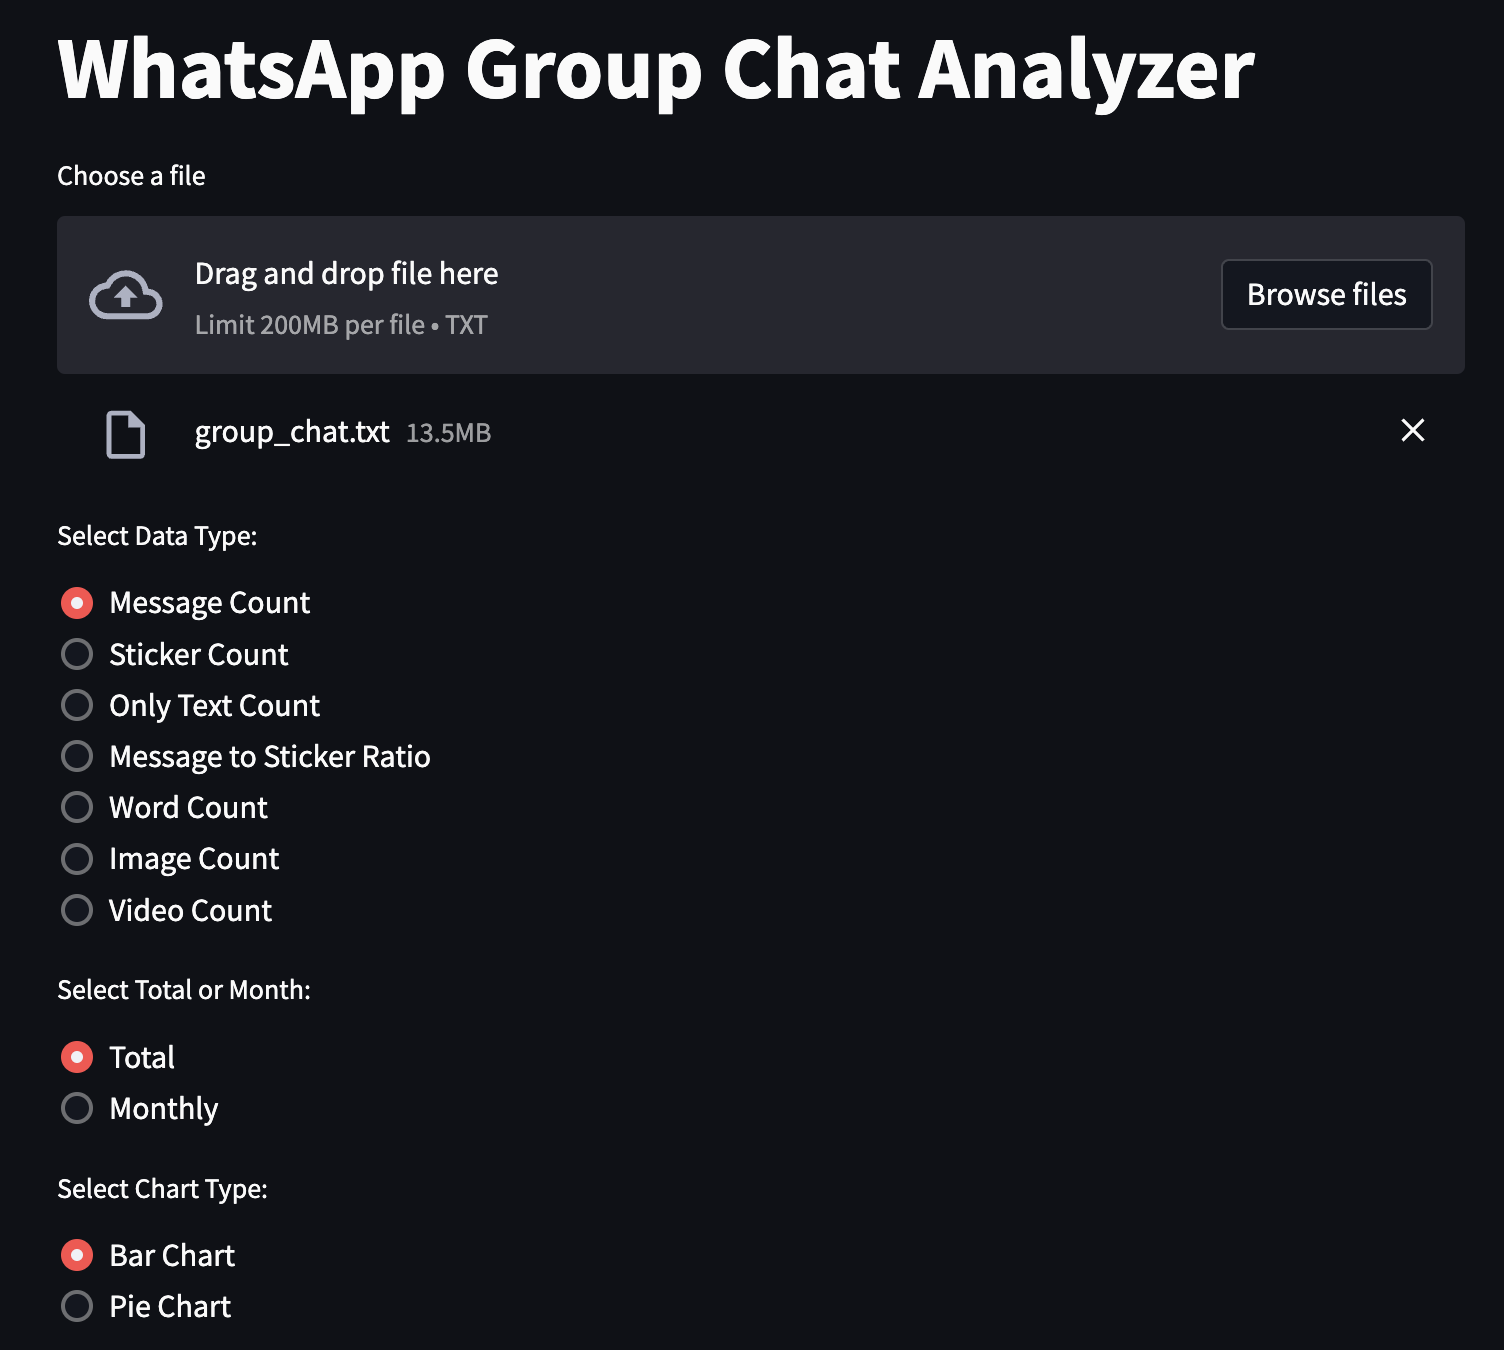 WhatsApp Group Chat Analyzer
Choose a file
Drag and drop file here
Limit 200MB per file • TXT
Browse files
group_chat.txt 13.5MB
Select Data Type:
Message Count
Sticker Count
Only Text Count
Message to Sticker Ratio
Word Count
Image Count
Video Count
Select Total or Month:
Total
Monthly
Select Chart Type:
Bar Chart
Pie Chart